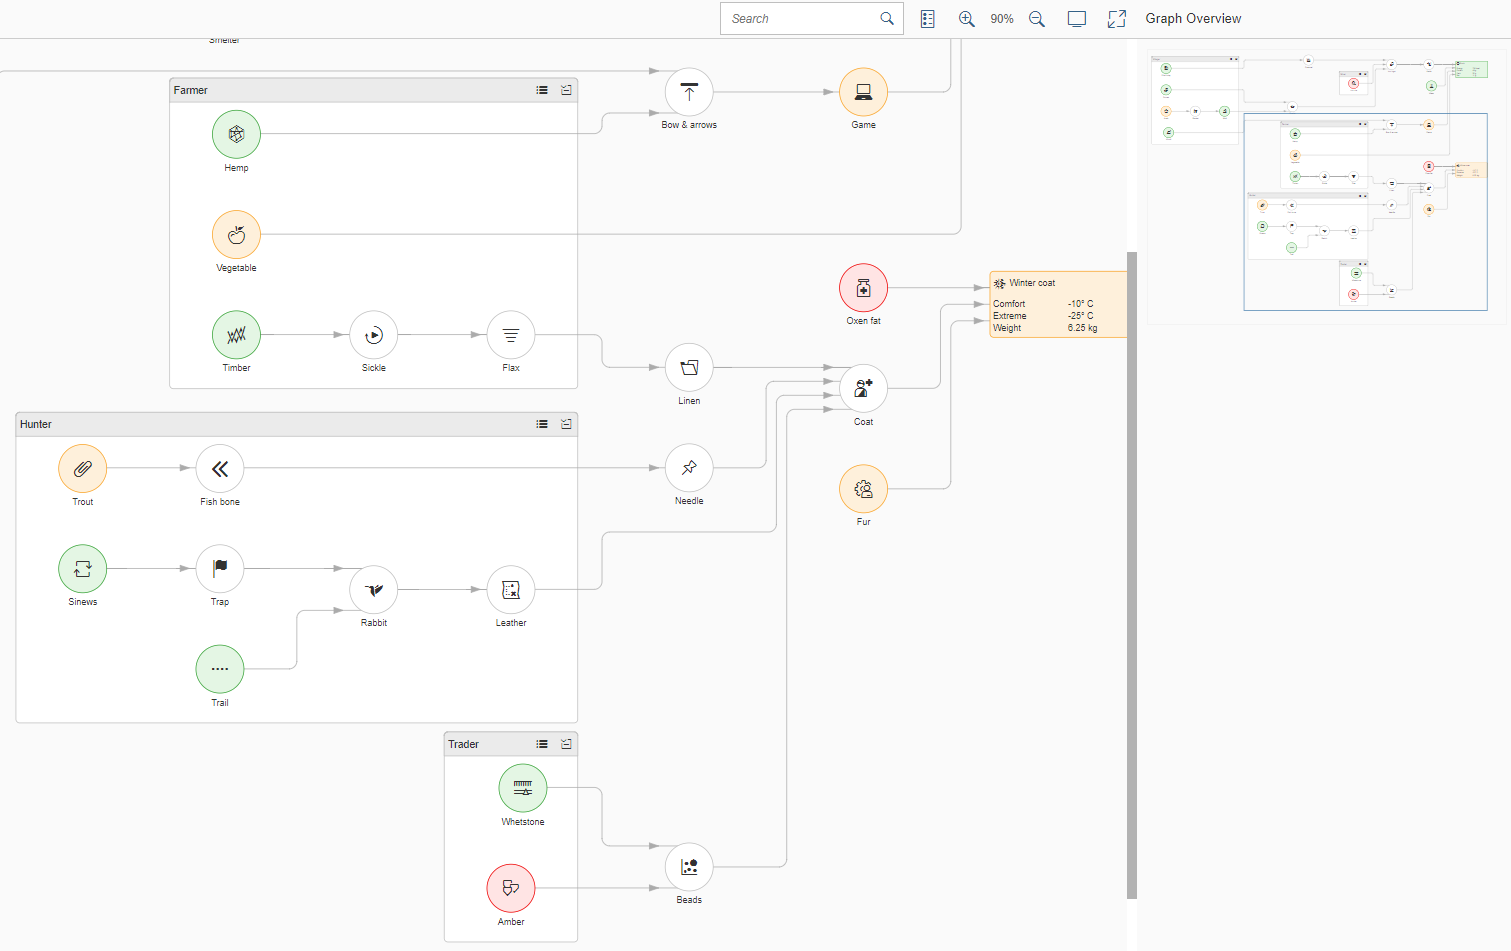 Search
90%
Graph Overview
Smelter
Farmer
Bow & arrows
Game
Hemp
Vegetable
Oxen fat
Winter coat
Comfort -10° C
Extreme -25° C
Weight 6.25 kg
Timber
Sickle
Flax
Linen
Coat
Hunter
Trout
Fish bone
Needle
Fur
Sinews
Trap
Rabbit
Leather
Trail
Trader
Whetstone
Beads
Amber